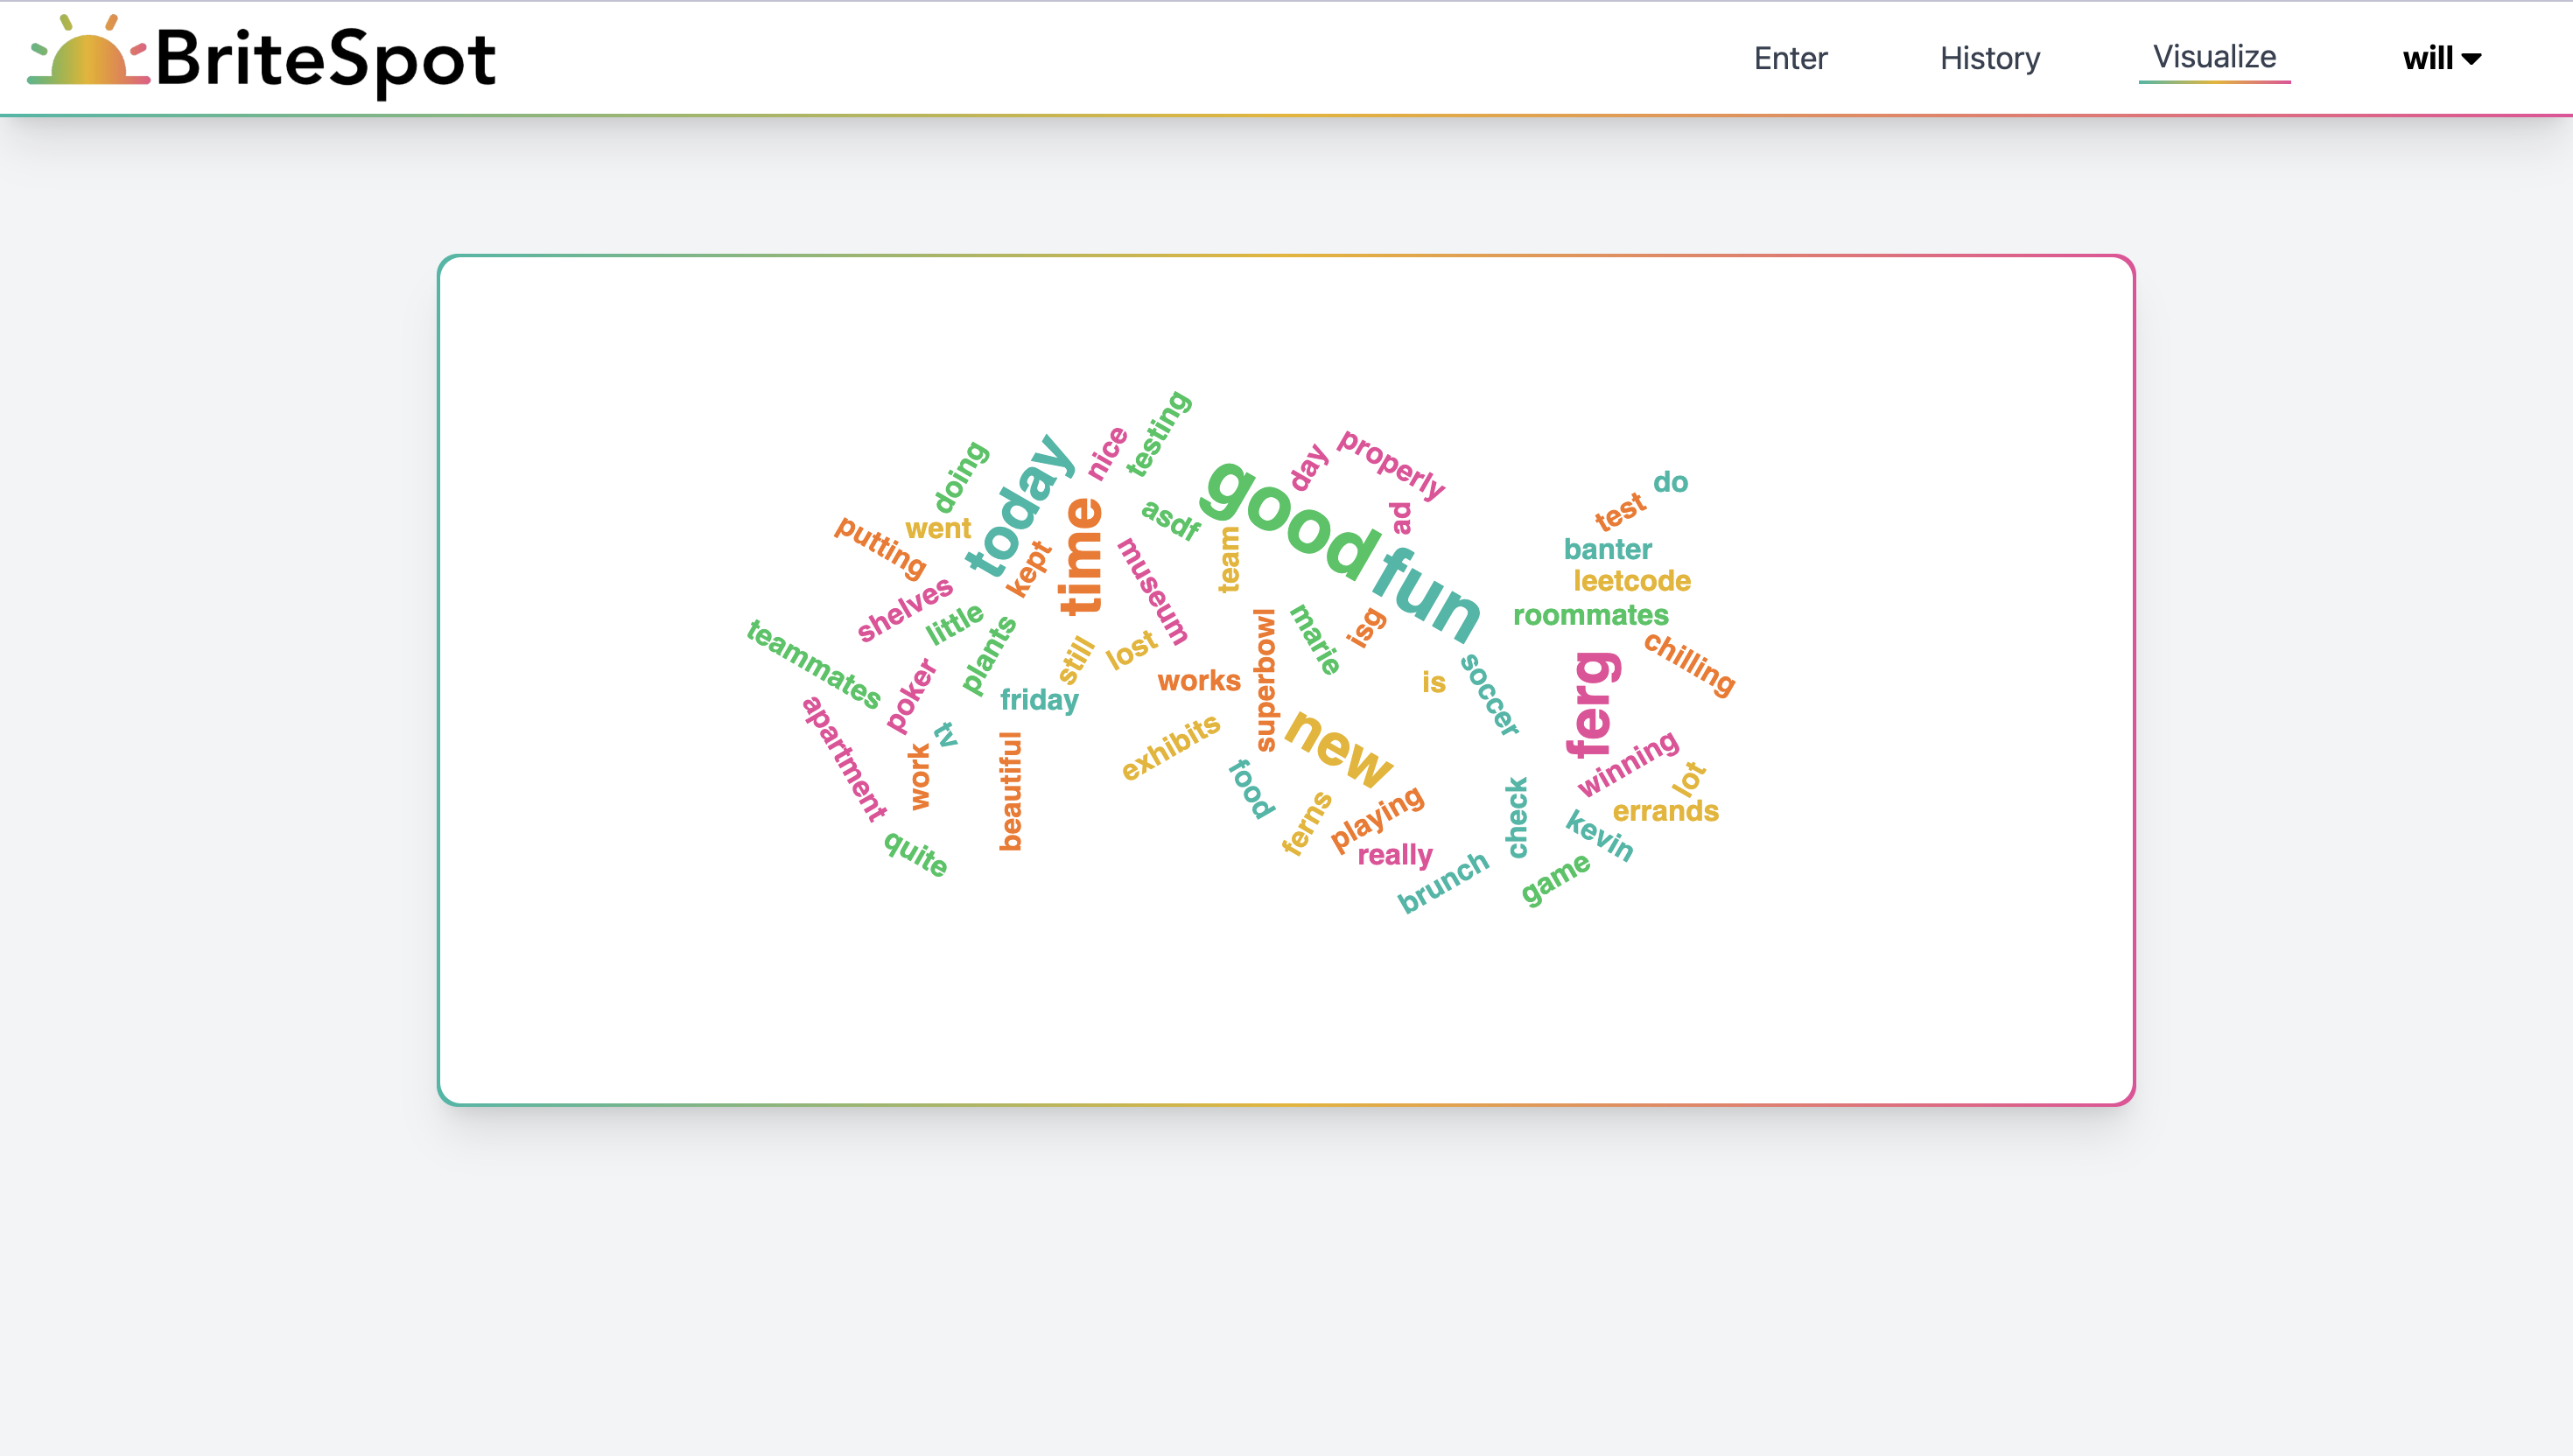 BriteSpot
Enter
History
Visualize
will
testing
nice
doing
today
good
day
properly
do
test
went
putting
time
asdf
ad
kept
museum
team
fun
banter
leetcode
shelves
little
plants
roommates
teammates
still
lost
superbowl
marie
isg
chilling
poker
friday
works
is
soccer
ferg
apartment
tv
work
beautiful
exhibits
new
winning
lot
food
ferns
playing
check
errands
kevin
quite
really
brunch
game